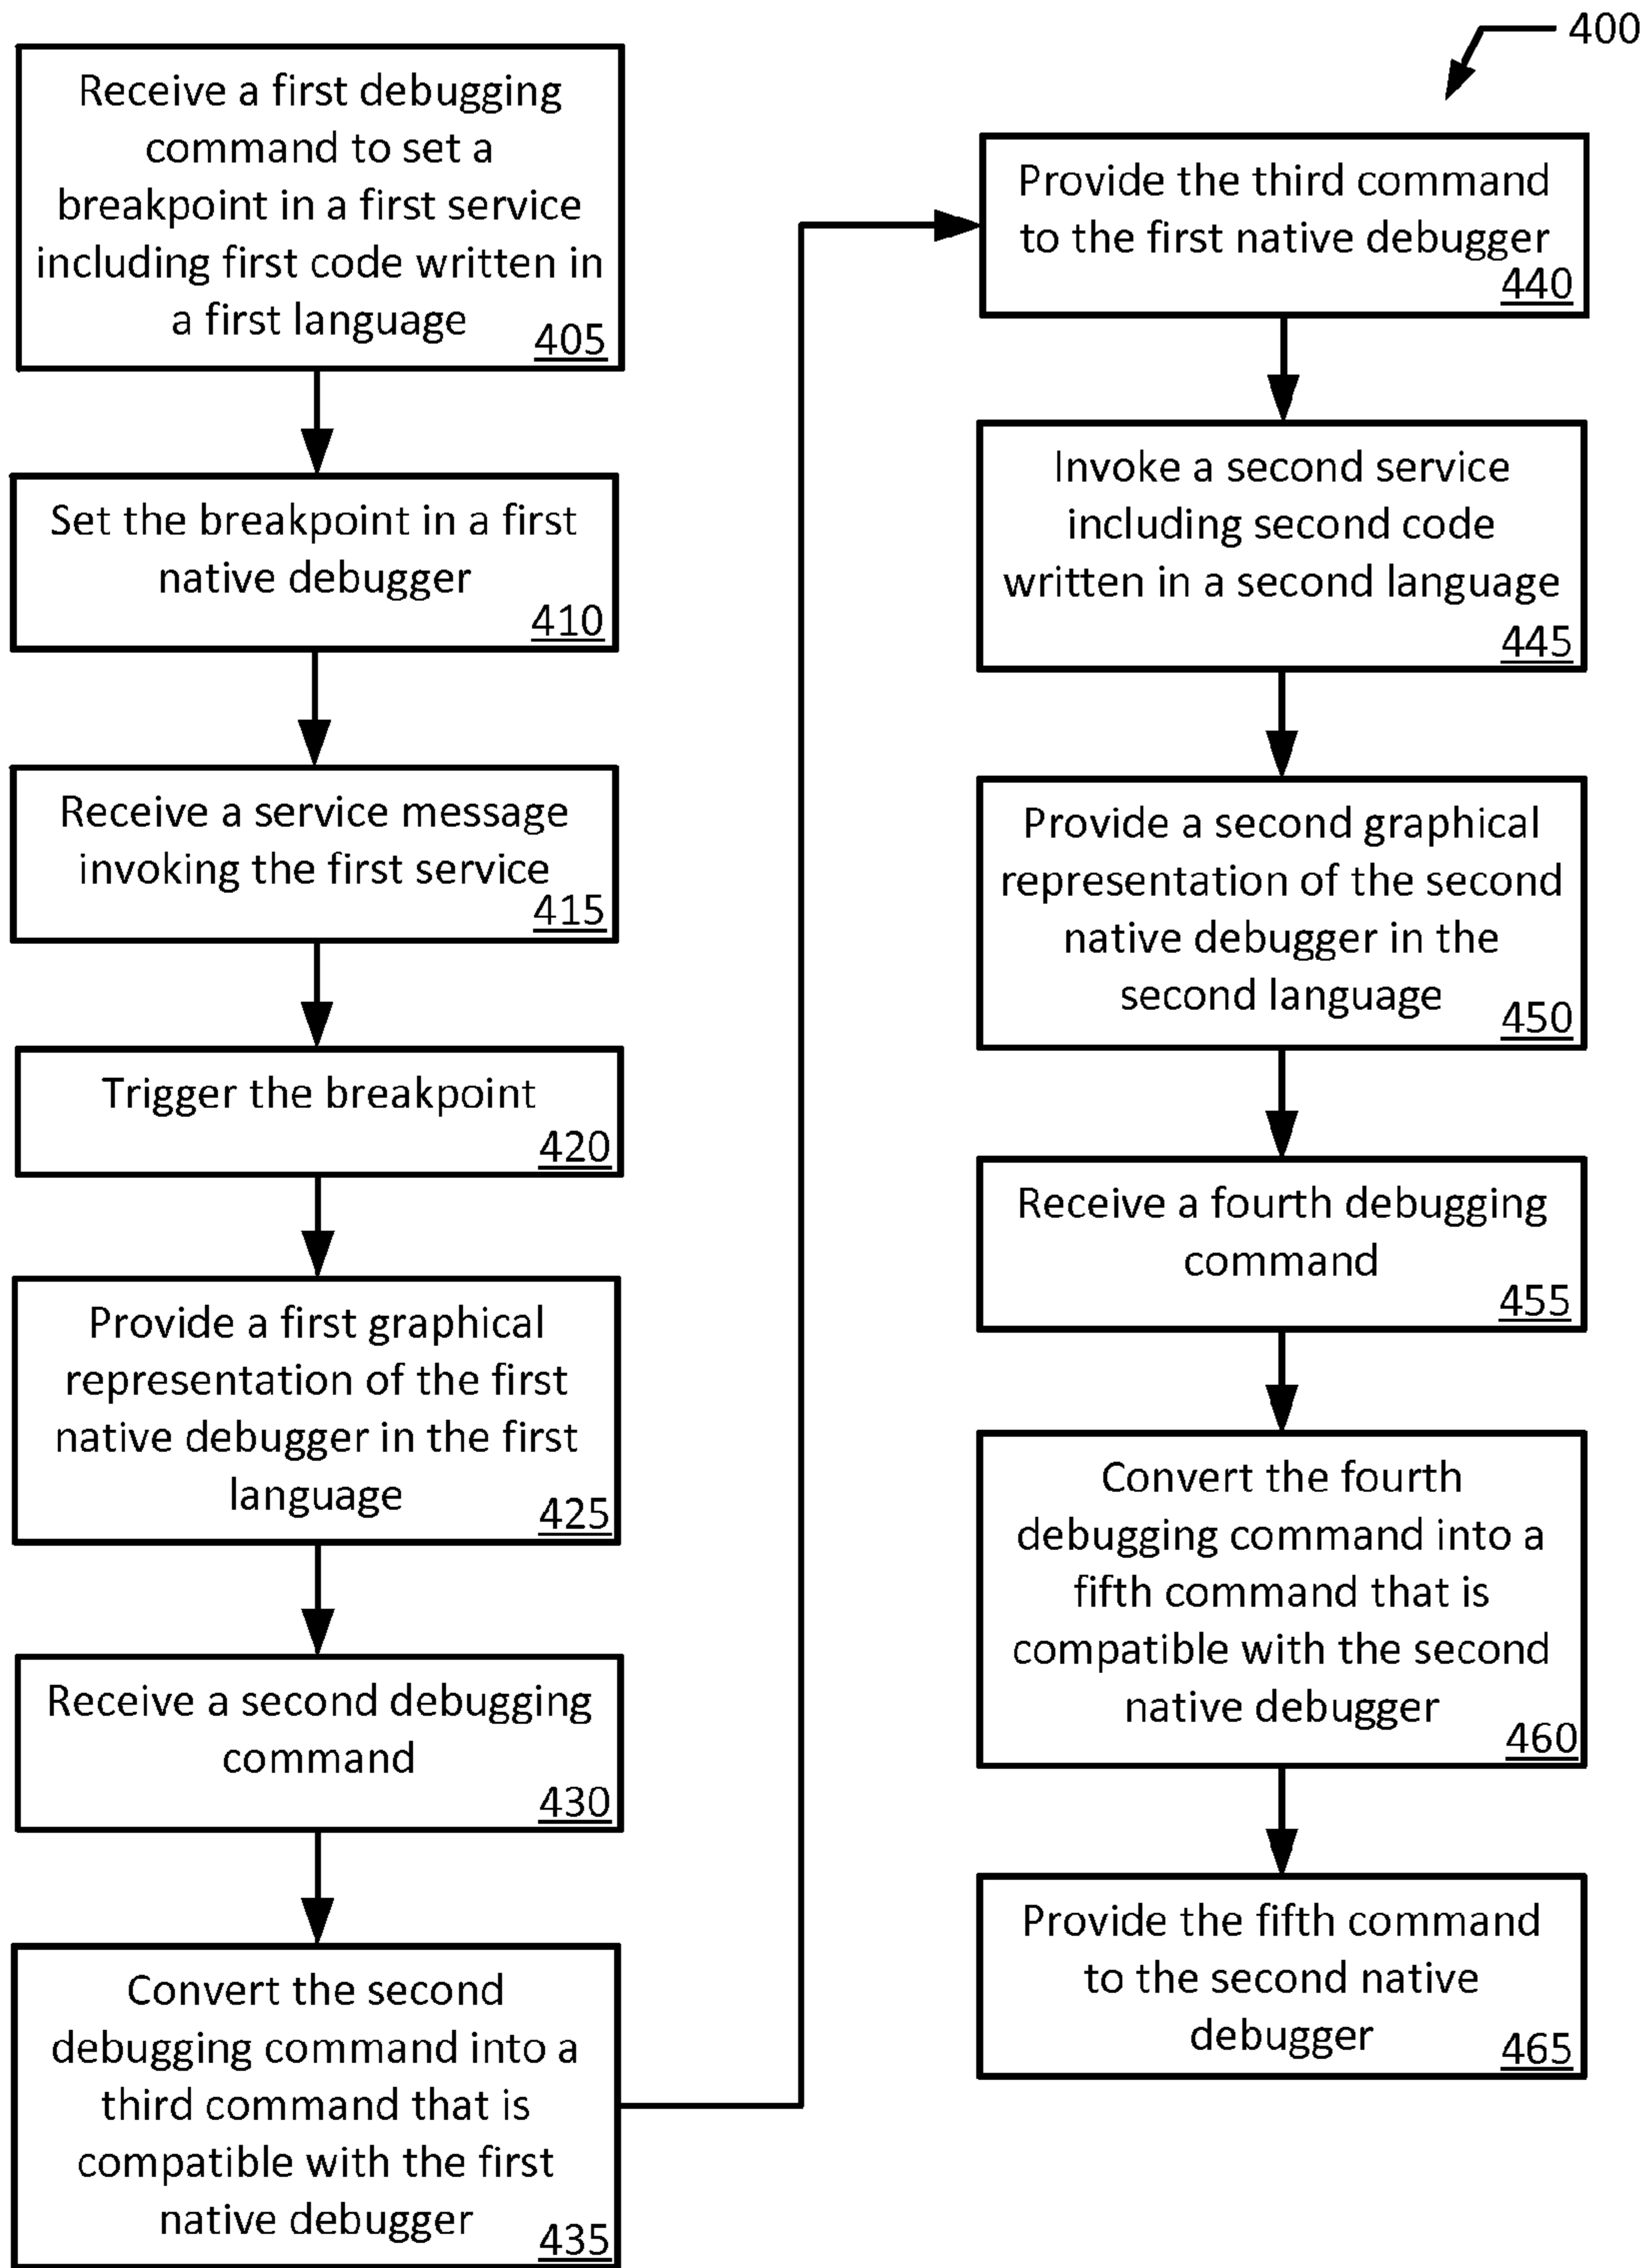 400
Receive a first debugging
command to set a
breakpoint in a first service
including first code written in
a first language
405
Set the breakpoint in a first
native debugger
410
Receive a service message
invoking the first service
415
Trigger the breakpoint
420
Provide a first graphical
representation of the first
native debugger in the first
language
425
Receive a second debugging
command
430
Convert the second
debugging command into a
third command that is
compatible with the first
native debugger
435
Provide the third command
to the first native debugger
440
Invoke a second service
including second code
written in a second language
445
Provide a second graphical
representation of the second
native debugger in the
second language
450
Receive a fourth debugging
command
455
Convert the fourth
debugging command into a
fifth command that is
compatible with the second
native debugger
460
Provide the fifth command
to the second native
debugger
465